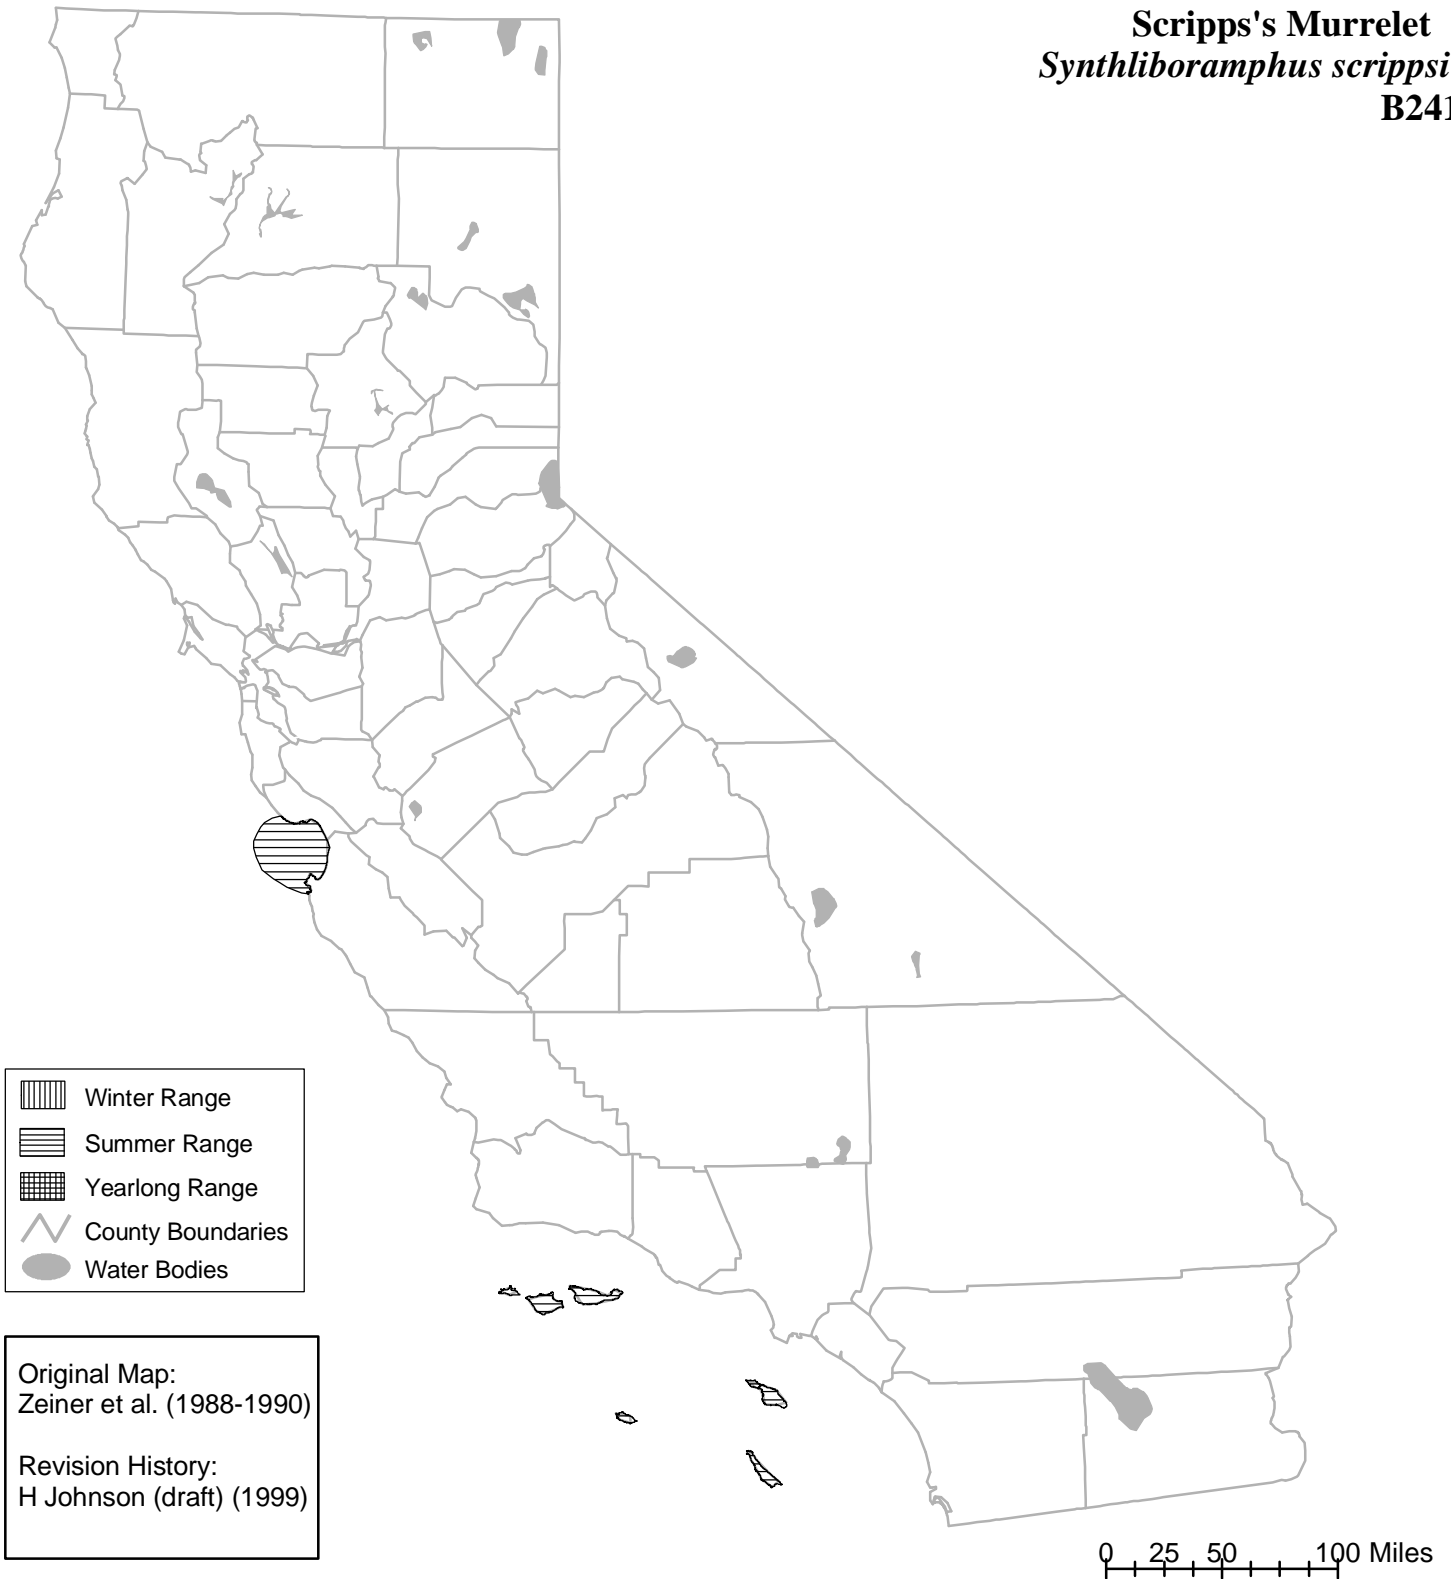 Scripps's Murrelet
Synthliboramphus scrippsi
B241
Winter Range
Summer Range
Yearlong Range
County Boundaries
Water Bodies
Original Map:
Zeiner et al. (1988-1990)
Revision History:
H Johnson (draft) (1999)
0 25 50 100 Miles